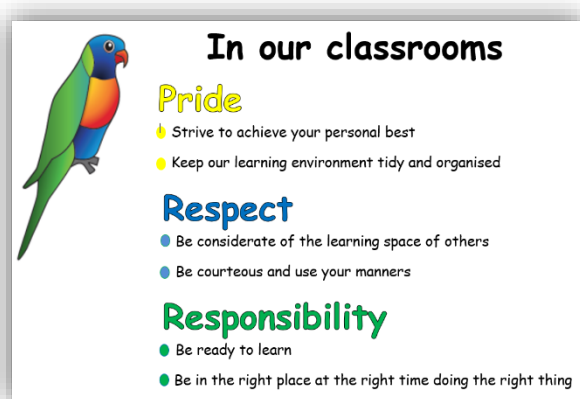 In our classrooms
Pride
Strive to achieve your personal best
Keep our learning environment tidy and organised
Respect
Be considerate of the learning space of others
Be courteous and use your manners
Responsibility
Be ready to learn
Be in the right place at the right time doing the right thing